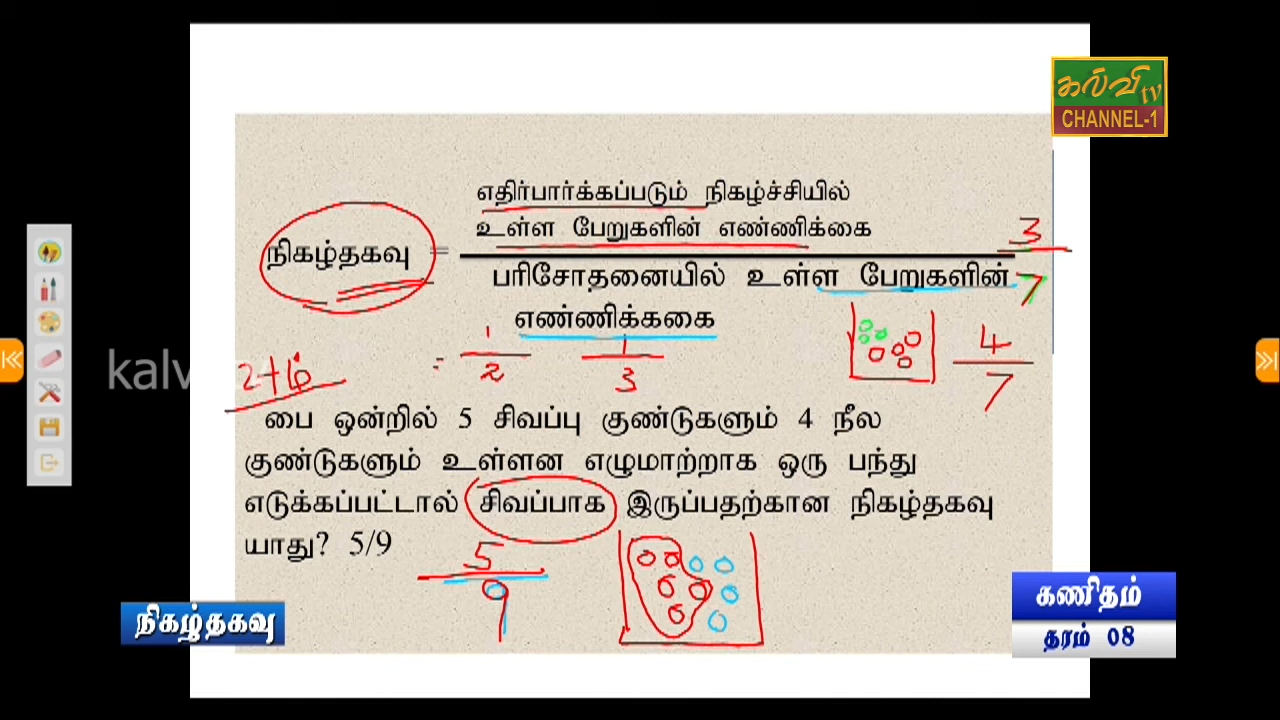 கல்வி tv
CHANNEL-1
எதிர்பார்க்கப்படும் நிகழ்ச்சியில்
உள்ள பேறுகளின் எண்ணிக்கை
நிகழ்தகவு =
பரிசோதனையில் உள்ள பேறுகளின்
எண்ணிக்ககை
3
7
= 1/2 1/3
4
7
kalv
பை ஒன்றில் 5 சிவப்பு குண்டுகளும் 4 நீல
குண்டுகளும் உள்ளன எழுமாற்றாக ஒரு பந்து
எடுக்கப்பட்டால் சிவப்பாக இருப்பதற்கான நிகழ்தகவு
யாது? 5/9
5
9
நிகழ்தகவு
கணிதம்
தரம் 08